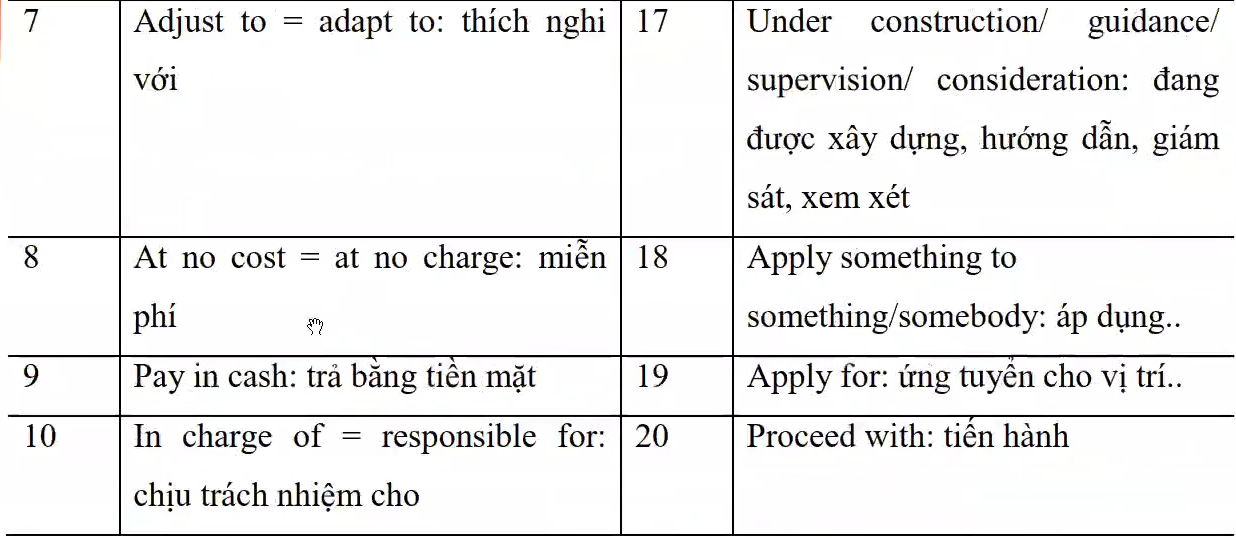 7 Adjust to = adapt to: thích nghi 17 Under construction/ guidance/
với supervision/ consideration: đang
được xây dựng, hướng dẫn, giám
sát, xem xét
8 At no cost = at no charge: miễn 18 Apply something to
phí something/somebody: áp dụng..
9 Pay in cash: trả bằng tiền mặt 19 Apply for: ứng tuyển cho vị trí..
10 In charge of = responsible for: 20 Proceed with: tiến hành
chịu trách nhiệm cho